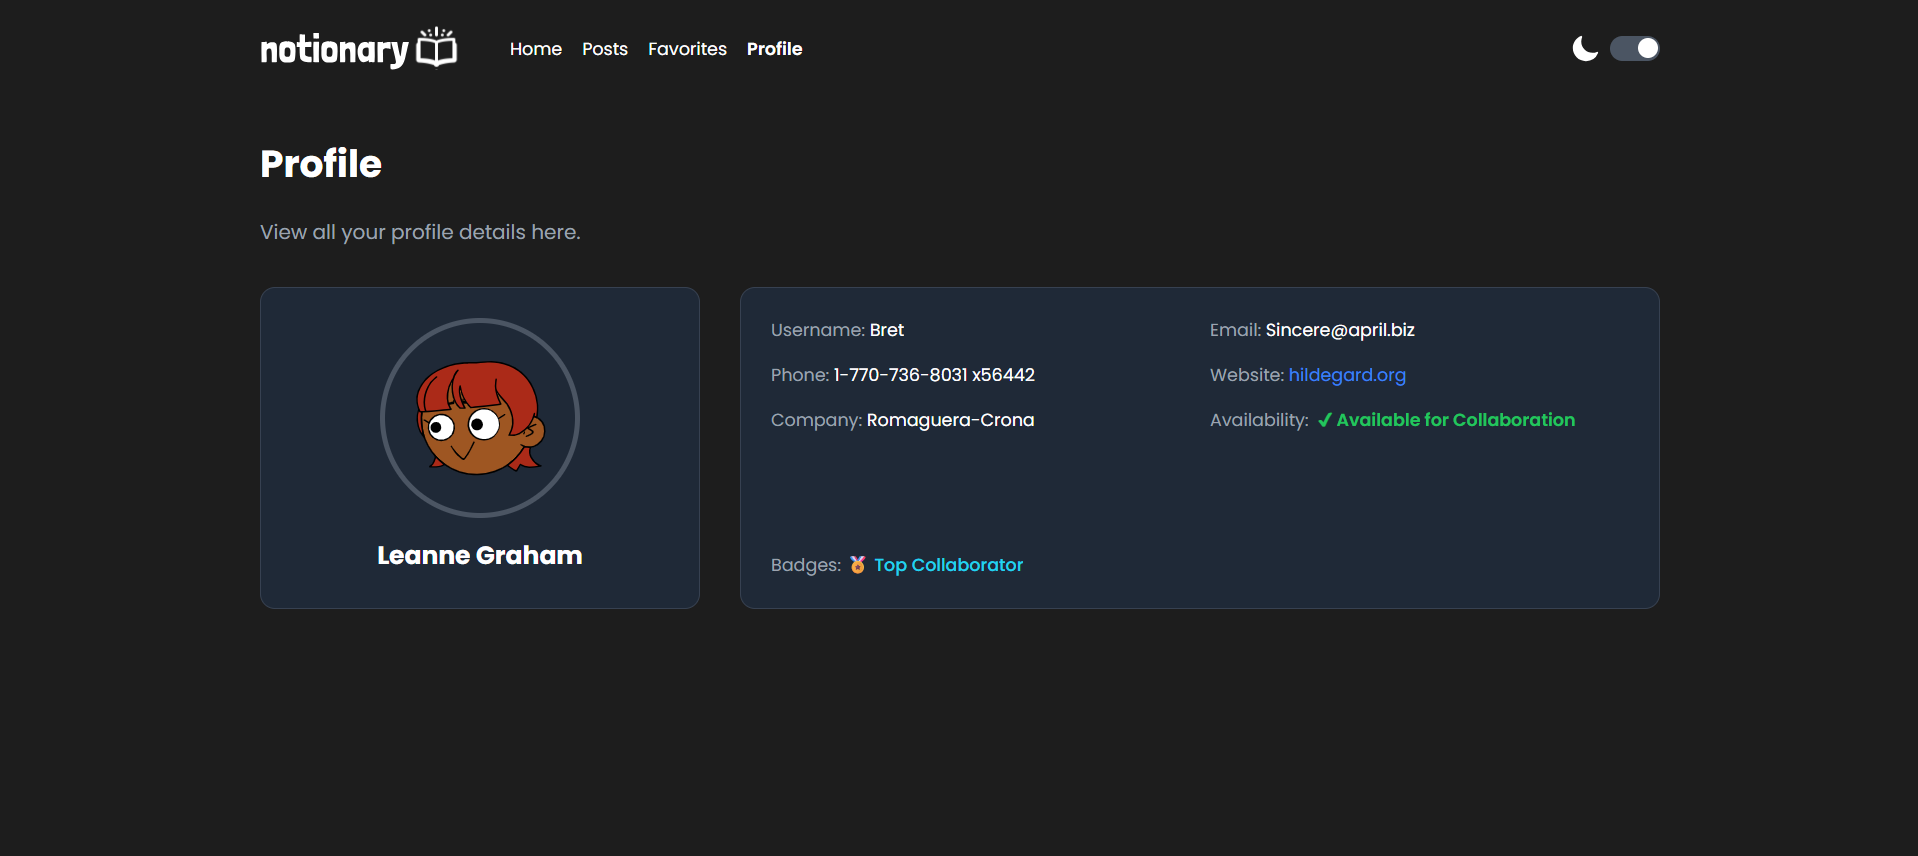 notionary
Home Posts Favorites Profile
Profile
View all your profile details here.
Leanne Graham
Username: Bret
Email: Sincere@april.biz
Phone: 1-770-736-8031 x56442
Website: hildegard.org
Company: Romaguera-Crona
Availability: ✔ Available for Collaboration
Badges: 🏅 Top Collaborator